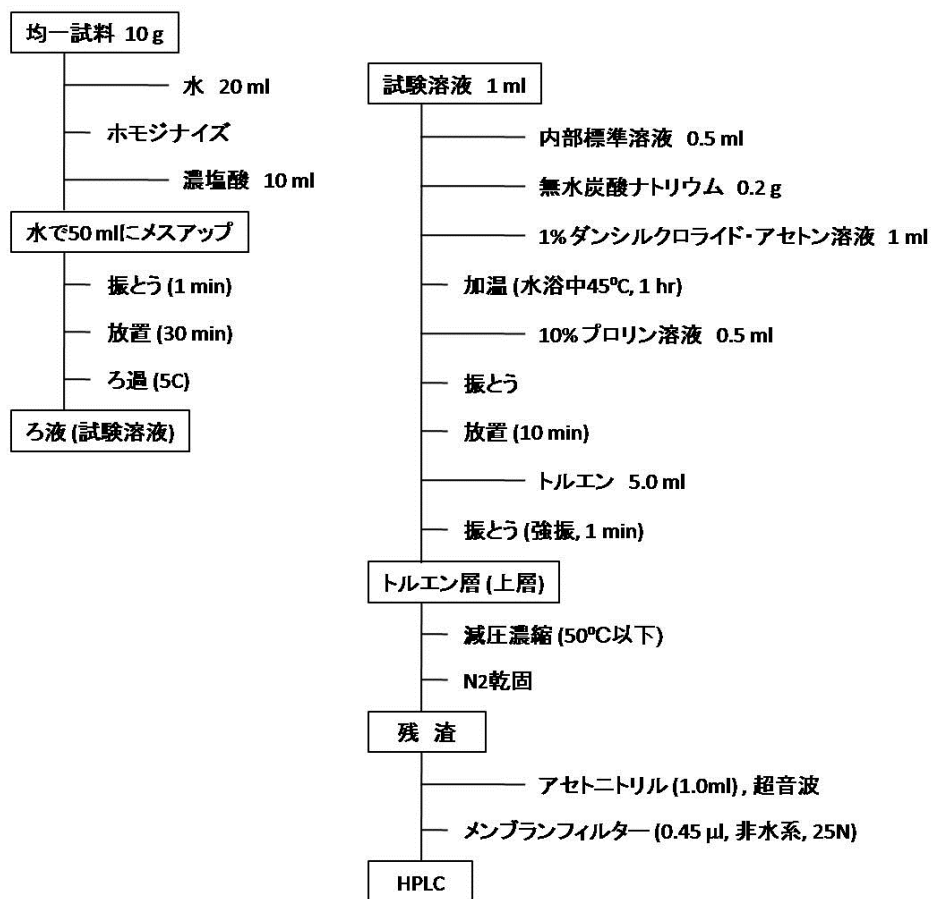 均一試料 10 g
水 20 ml
ホモジナイズ
濃塩酸 10 ml
水で50 mlにメスアップ
振とう (1 min)
放置 (30 min)
ろ過 (5C)
ろ液 (試験溶液)
試験溶液 1 ml
内部標準溶液 0.5 ml
無水炭酸ナトリウム 0.2 g
1% ダンシルクロライド・アセトン溶液 1 ml
加温 (水浴中45⁰C, 1 hr)
10% プロリン溶液 0.5 ml
振とう
放置 (10 min)
トルエン 5.0 ml
振とう (強振, 1 min)
トルエン層 (上層)
減圧濃縮 (50⁰C以下)
N2乾固
残 渣
アセトニトリル (1.0ml) , 超音波
メンブランフィルター (0.45 μl, 非水系, 25N)
HPLC